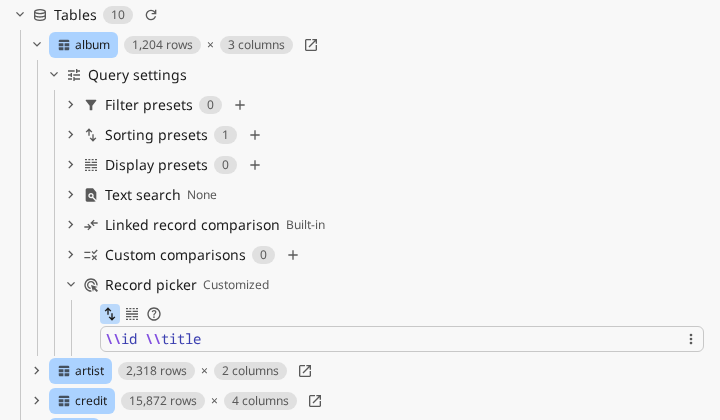 Tables 10
album 1,204 rows × 3 columns
Query settings
Filter presets 0 +
Sorting presets 1 +
Display presets 0 +
Text search None
Linked record comparison Built-in
Custom comparisons 0 +
Record picker Customized
\\id \\title
artist 2,318 rows × 2 columns
credit 15,872 rows × 4 columns